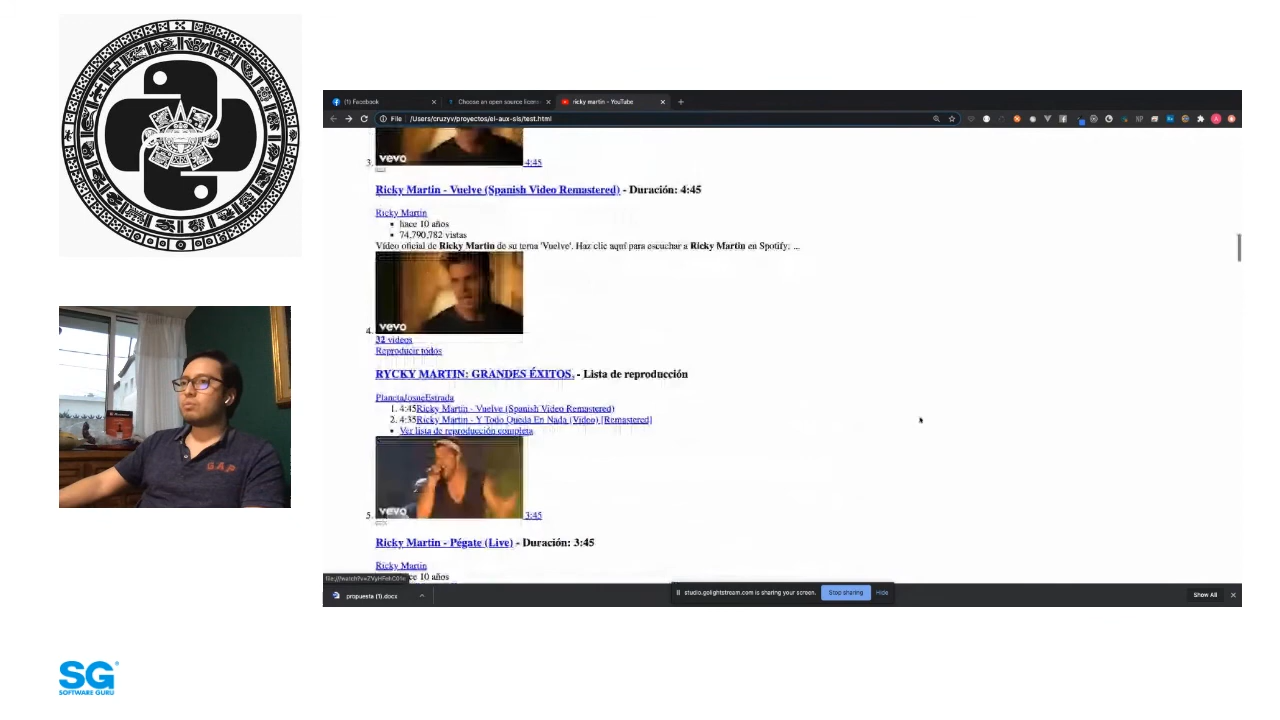 (1) Facebook
Choose an open source licen
ricky martin - YouTube
File
/Users/cruzyv/proyectos/el-aux-sls/test.html
vevo
3.
4:45
Ricky Martin - Vuelve (Spanish Video Remastered) - Duración: 4:45
Ricky Martin
hace 10 años
74,790,782 vistas
Vídeo oficial de Ricky Martin de su tema 'Vuelve'. Haz clic aquí para escuchar a Ricky Martin en Spotify: ...
vevo
4.
32 vídeos
Reproducir todos
RYCKY MARTIN: GRANDES ÉXITOS. - Lista de reproducción
PlanetaJosueEstrada
1. 4:45Ricky Martin - Vuelve (Spanish Video Remastered)
2. 4:35Ricky Martin - Y Todo Queda En Nada (Video) [Remastered]
Ver lista de reproducción completa
vevo
5.
3:45
Ricky Martin - Pégate (Live) - Duración: 3:45
Ricky Martin
ce 10 años
propuesta (1).docx
studio.golightstream.com is sharing your screen.
Stop sharing
Hide
Show All
GAP
SG
SOFTWARE GURU